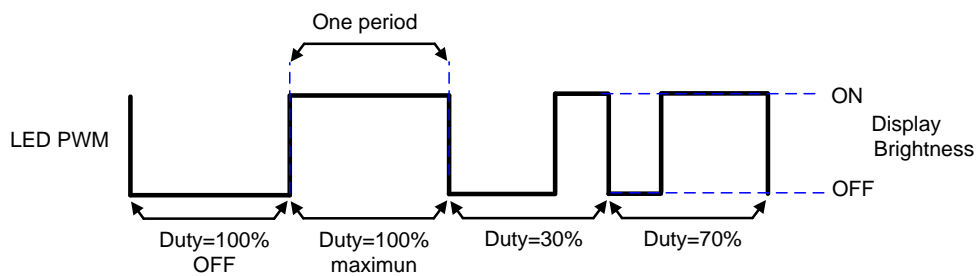 One period
LED PWM
ON
Display
Brightness
OFF
Duty=100%
OFF
Duty=100%
maximun
Duty=30%
Duty=70%